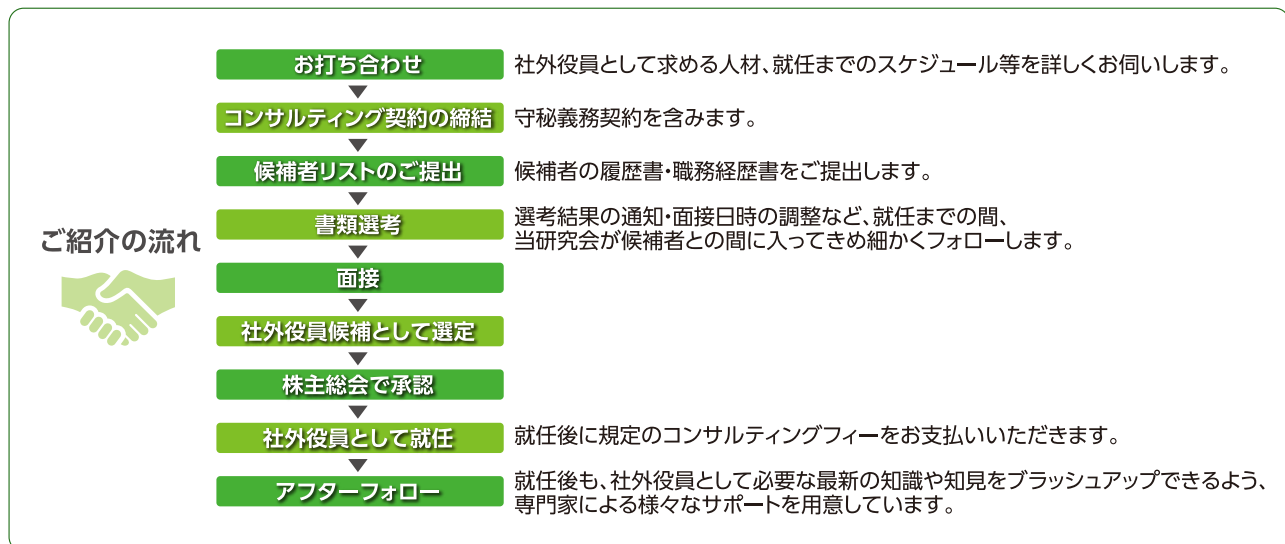 ご紹介の流れ
お打ち合わせ
社外役員として求める人材、就任までのスケジュール等を詳しくお伺いします。
コンサルティング契約の締結
守秘義務契約を含みます。
候補者リストのご提出
候補者の履歴書・職務経歴書をご提出します。
書類選考
選考結果の通知・面接日時の調整など、就任までの間、
当研究会が候補者との間に入ってきめ細かくフォローします。
面接
社外役員候補として選定
株主総会で承認
社外役員として就任
就任後に規定のコンサルティングフィーをお支払いいただきます。
アフターフォロー
就任後も、社外役員として必要な最新の知識や知見をブラッシュアップできるよう、
専門家による様々なサポートを用意しています。